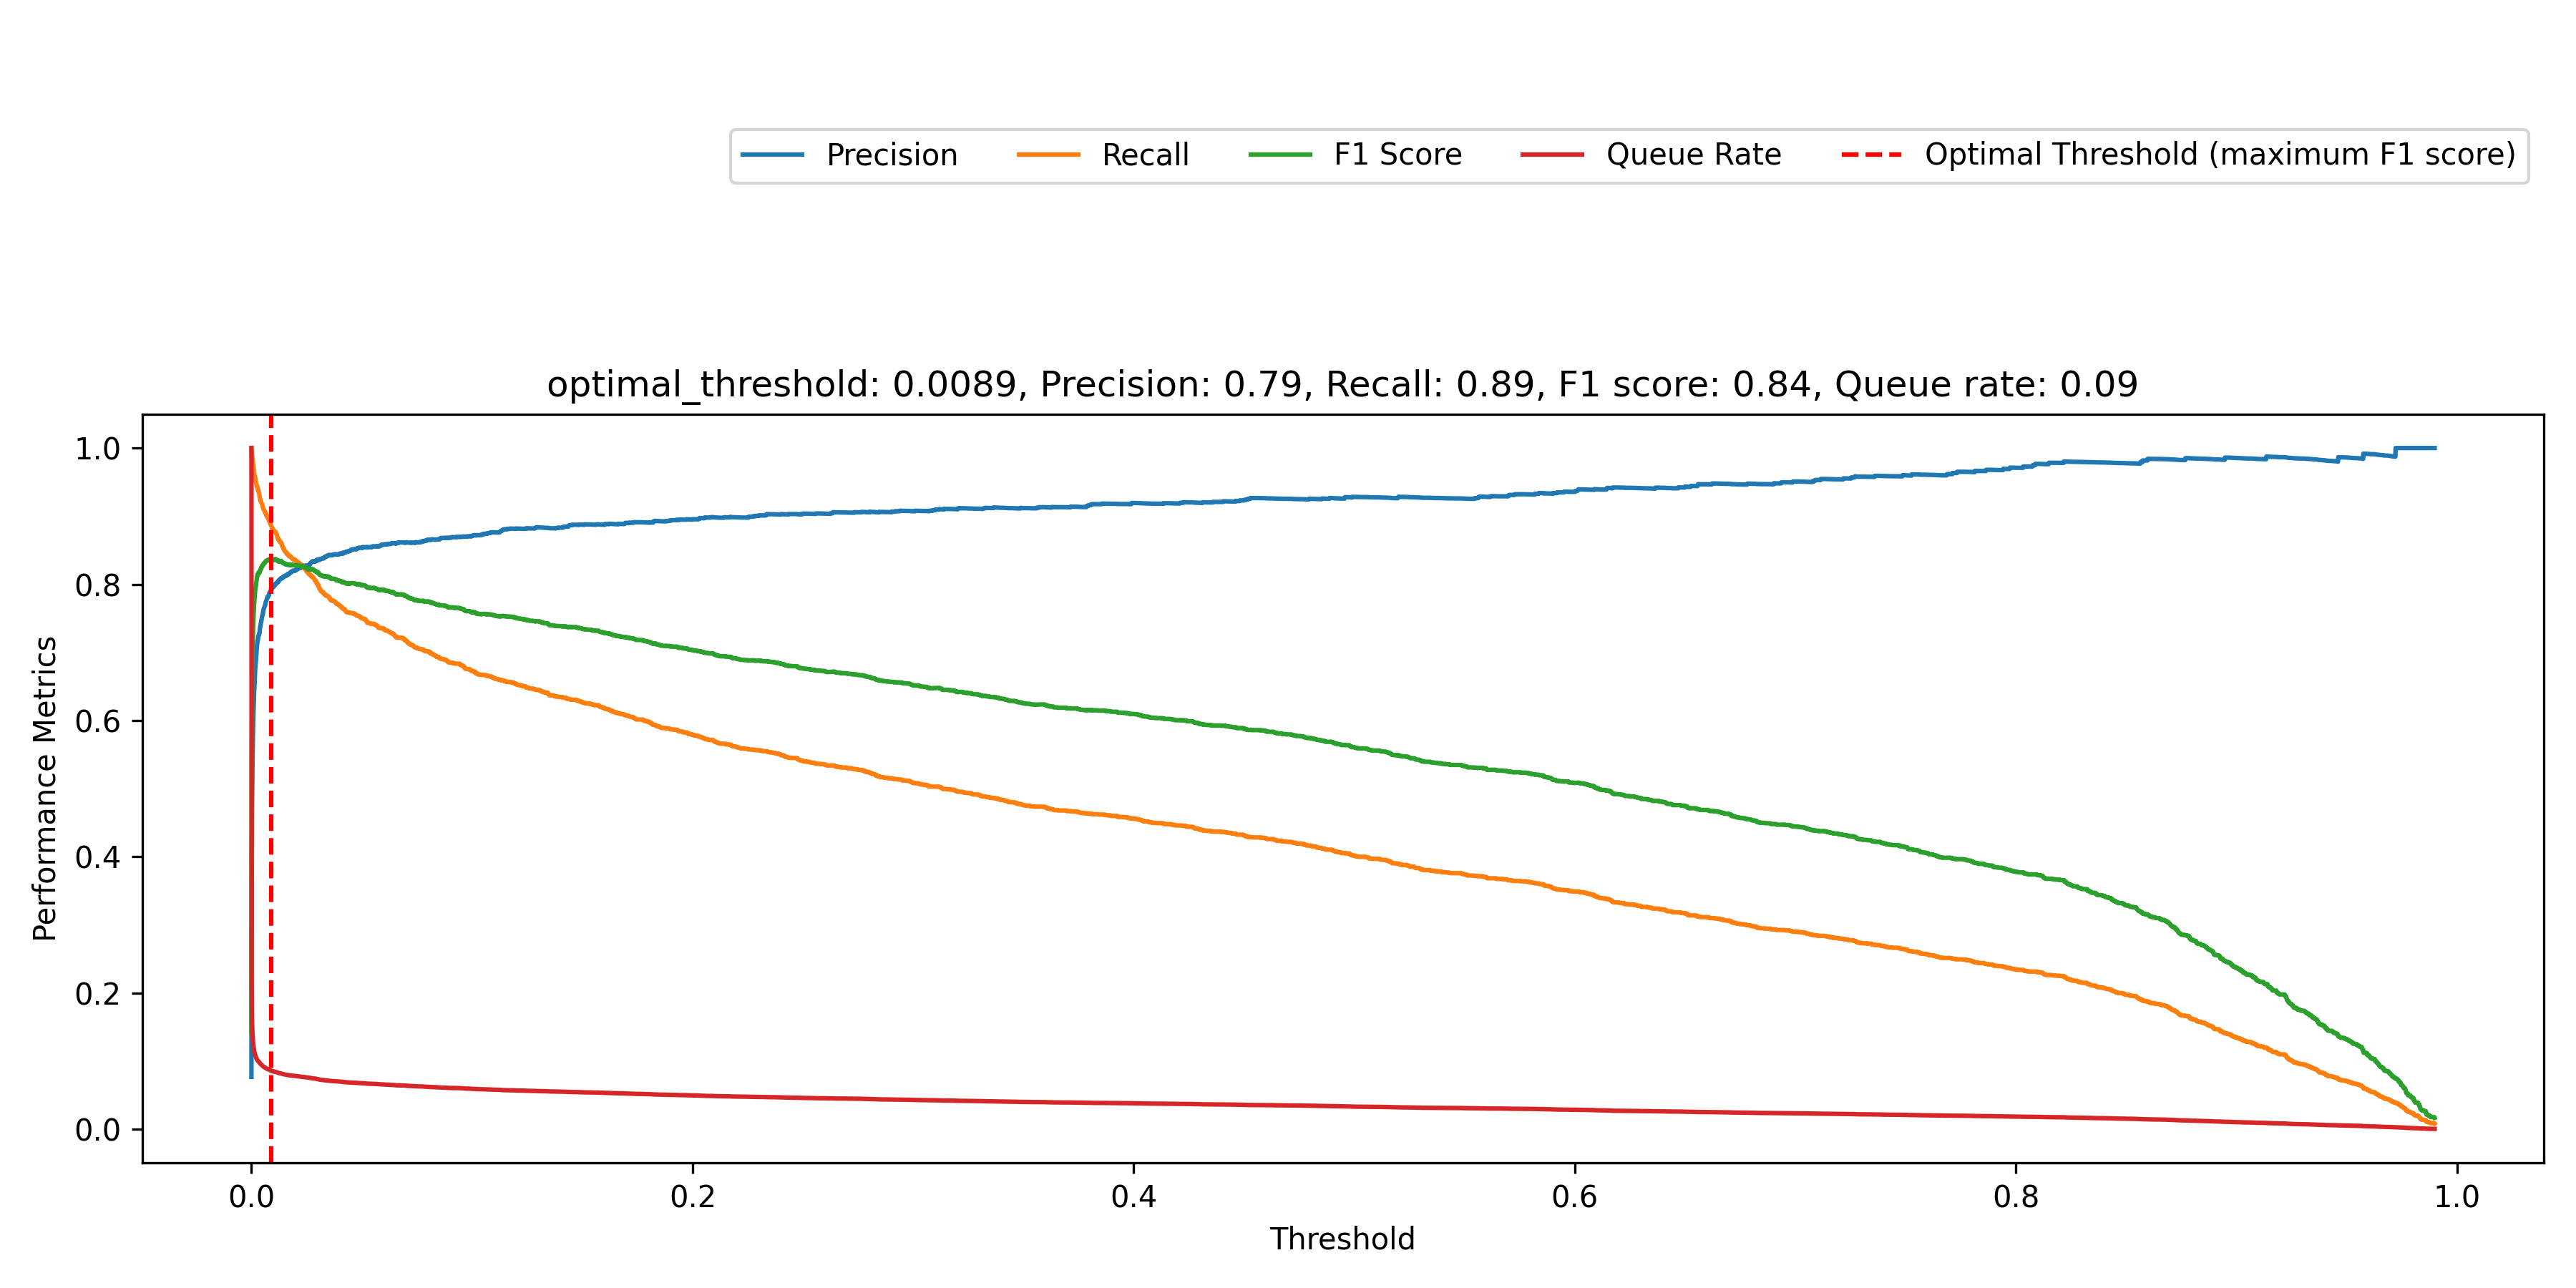 Precision Recall F1 Score Queue Rate Optimal Threshold (maximum F1 score)
optimal_threshold: 0.0089, Precision: 0.79, Recall: 0.89, F1 score: 0.84, Queue rate: 0.09
Performance Metrics
1.0
0.8
0.6
0.4
0.2
0.0
0.0 0.2 0.4 0.6 0.8 1.0
Threshold